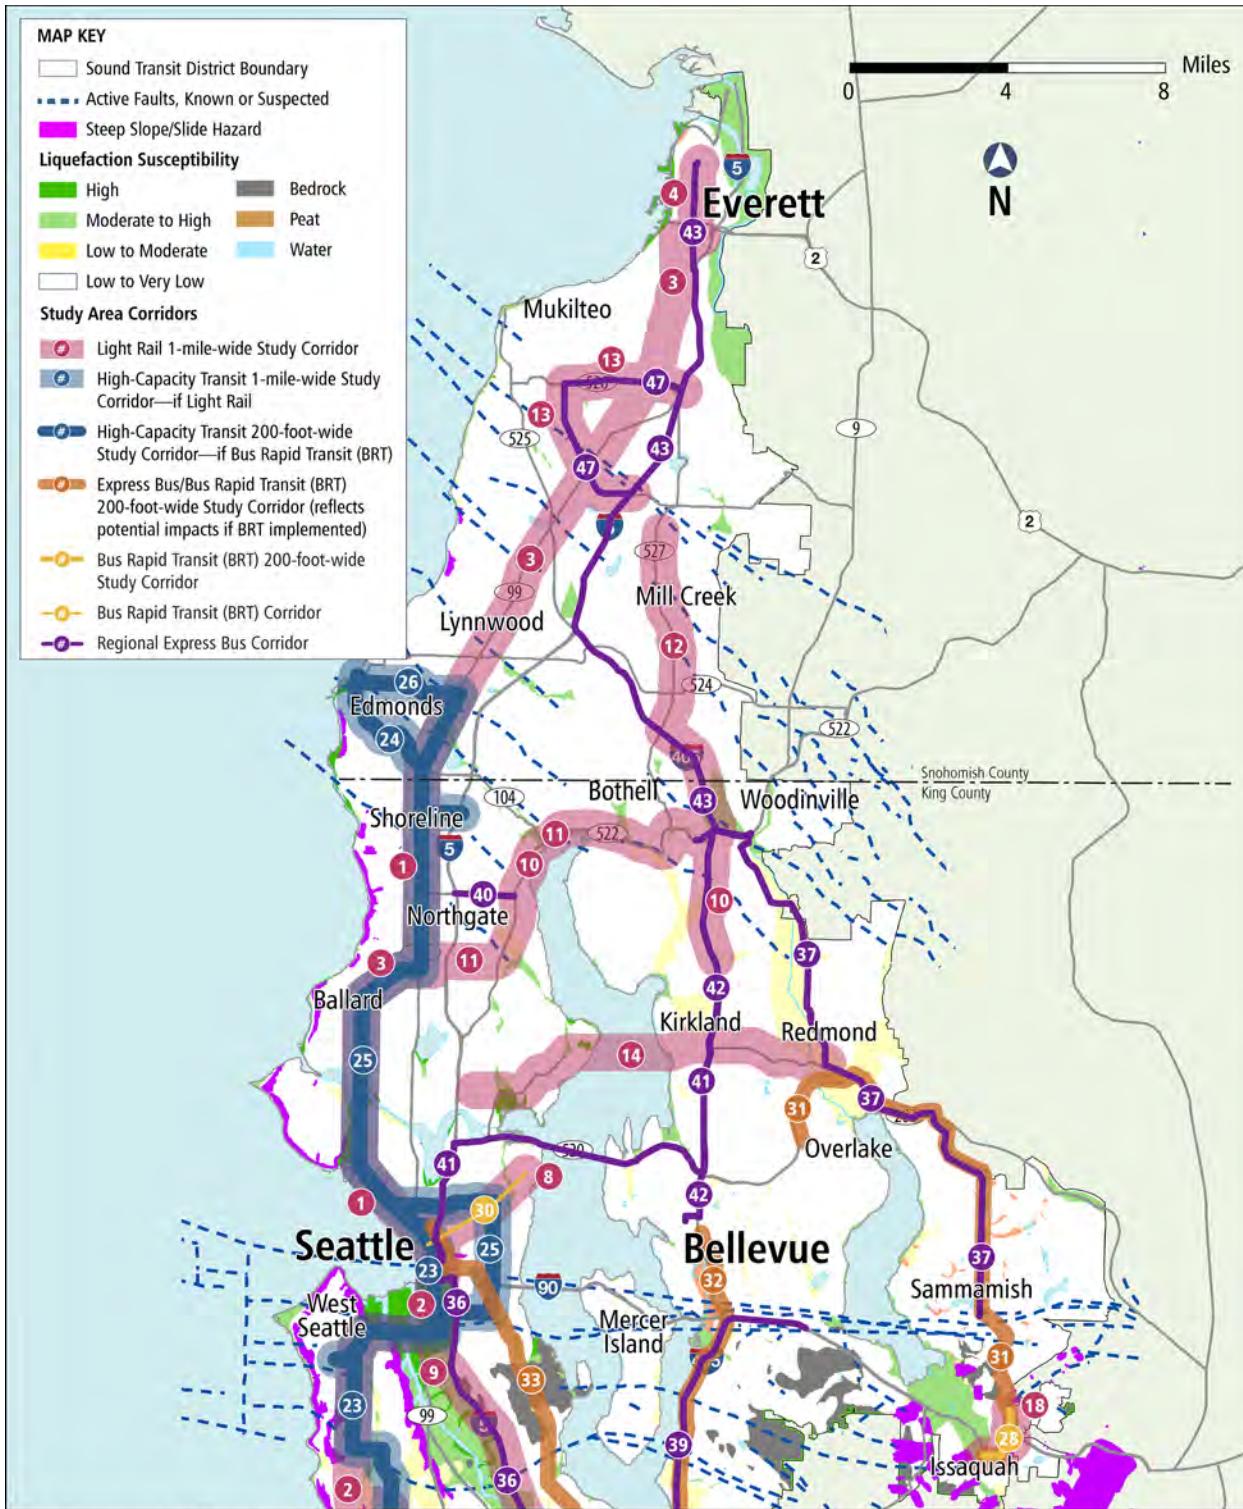 MAP KEY
Sound Transit District Boundary
Active Faults, Known or Suspected
Steep Slope/Slide Hazard
Liquefaction Susceptibility
High
Bedrock
Moderate to High
Peat
Low to Moderate
Water
Low to Very Low
Study Area Corridors
# Light Rail 1-mile-wide Study Corridor
# High-Capacity Transit 1-mile-wide Study
Corridor—if Light Rail
# High-Capacity Transit 200-foot-wide
Study Corridor—if Bus Rapid Transit (BRT)
# Express Bus/Bus Rapid Transit (BRT)
200-foot-wide Study Corridor (reflects
potential impacts if BRT implemented)
# Bus Rapid Transit (BRT) 200-foot-wide
Study Corridor
# Bus Rapid Transit (BRT) Corridor
# Regional Express Bus Corridor
Miles
0 4 8
N
5
4
Everett
43
2
3
Mukilteo
13
47
13
9
525
43
47
2
3
527
99
Mill Creek
Lynnwood
12
26
524
Edmonds
522
24
Snohomish County
King County
Bothell
43
Woodinville
104
Shoreline
11
522
5
1
10
40
10
Northgate
37
11
3
42
Ballard
Kirkland
Redmond
14
25
41
37
31
Overlake
520
41
8
42
1
30
Seattle
25
Bellevue
37
23
32
Sammamish
90
2
36
West
Seattle
Mercer
Island
31
9
33
18
23
99
28
39
Issaquah
36
2